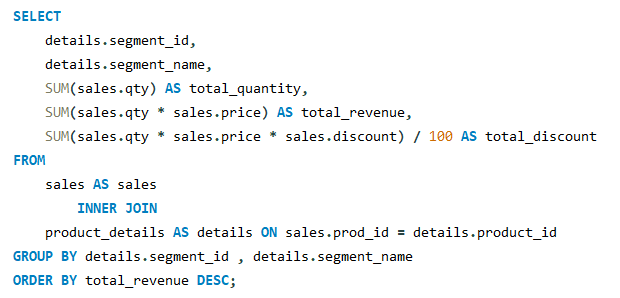 SELECT
details.segment_id,
details.segment_name,
SUM(sales.qty) AS total_quantity,
SUM(sales.qty * sales.price) AS total_revenue,
SUM(sales.qty * sales.price * sales.discount) / 100 AS total_discount
FROM
sales AS sales
INNER JOIN
product_details AS details ON sales.prod_id = details.product_id
GROUP BY details.segment_id , details.segment_name
ORDER BY total_revenue DESC;